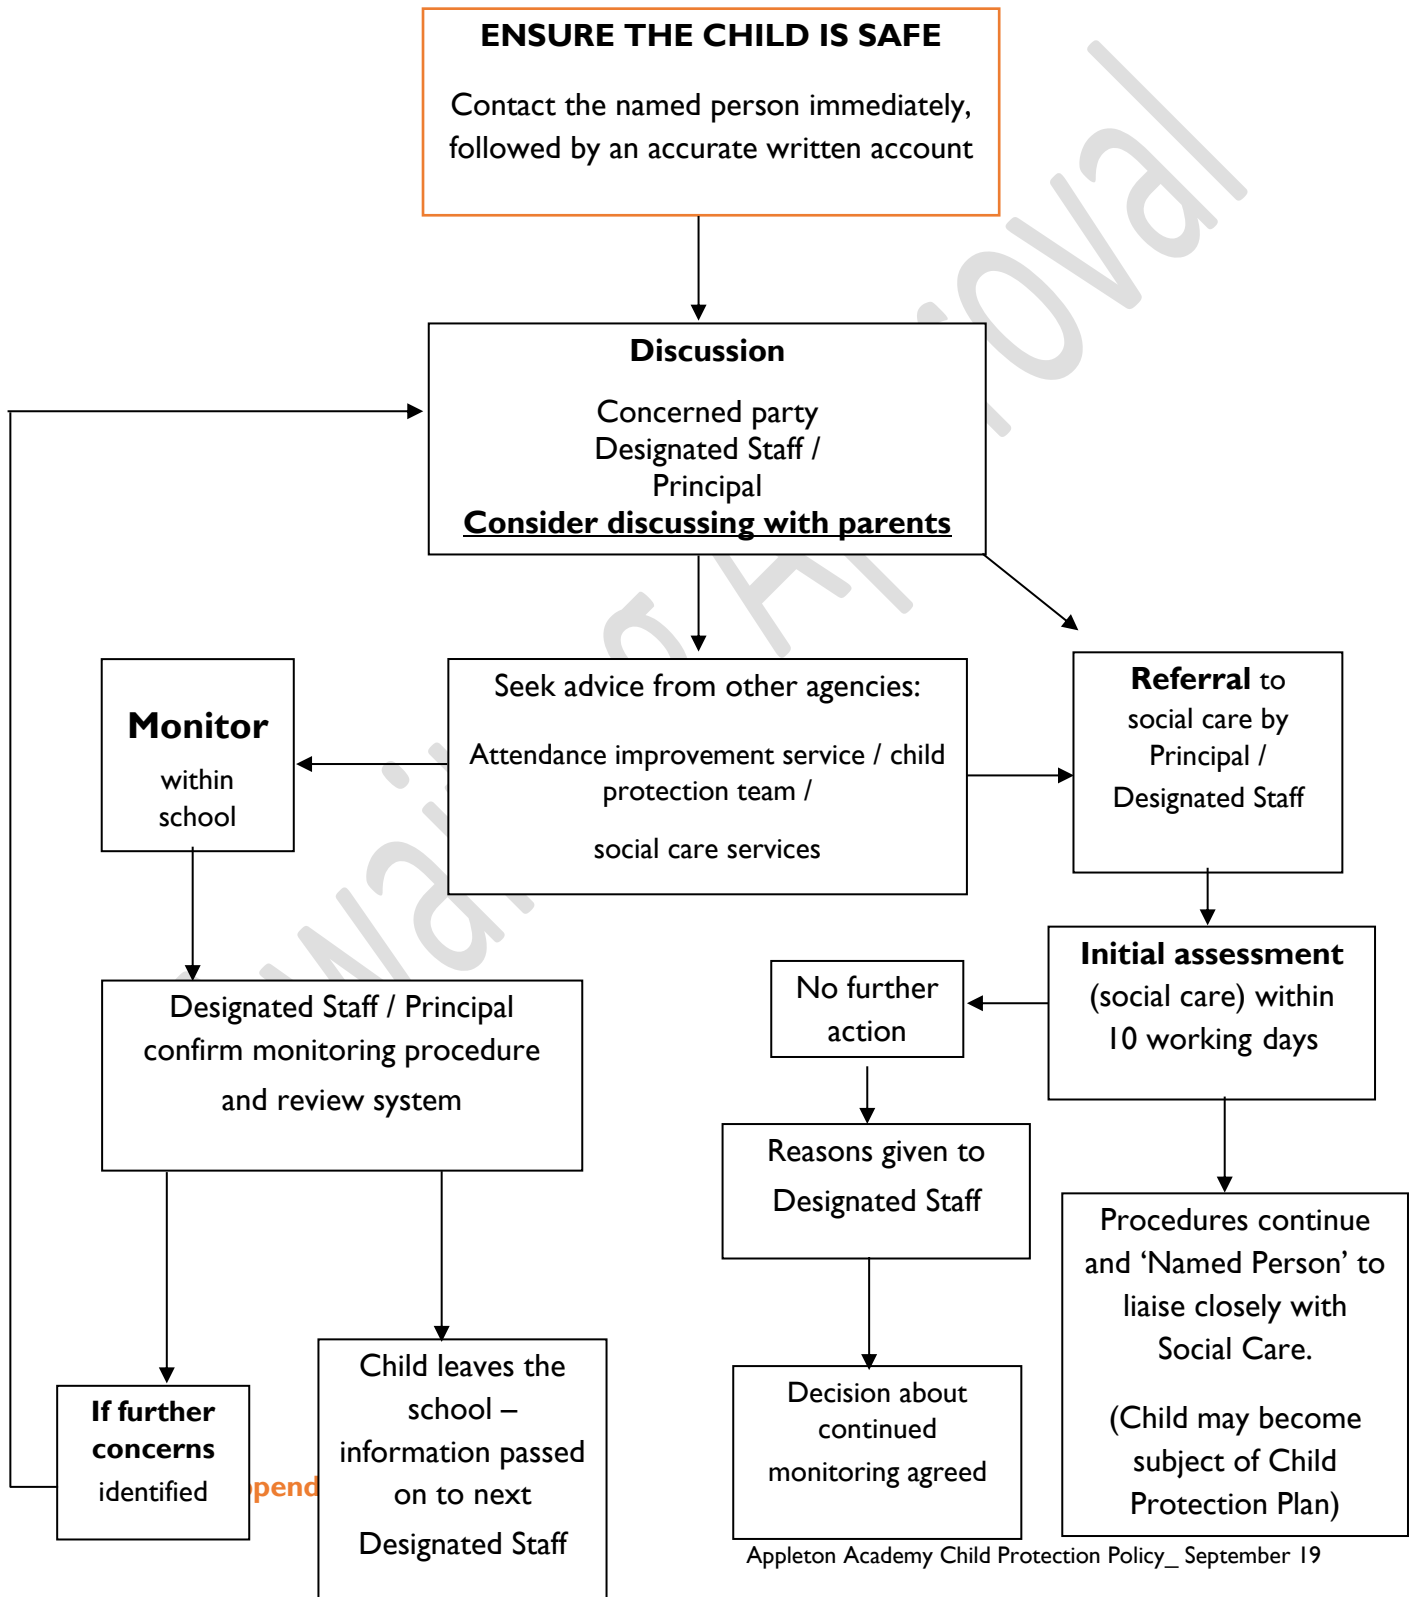 ENSURE THE CHILD IS SAFE
Contact the named person immediately,
followed by an accurate written account
Discussion
Concerned party
Designated Staff /
Principal
Consider discussing with parents
Monitor
within
school
Seek advice from other agencies:
Attendance improvement service / child
protection team /
social care services
Referral to
social care by
Principal /
Designated Staff
Initial assessment
(social care) within
10 working days
No further
action
Designated Staff / Principal
confirm monitoring procedure
and review system
Reasons given to
Designated Staff
Procedures continue
and ‘Named Person’ to
liaise closely with
Social Care.
(Child may become
subject of Child
Protection Plan)
If further
concerns
identified
Child leaves the
school –
information passed
on to next
Designated Staff
Decision about
continued
monitoring agreed
Appleton Academy Child Protection Policy_ September 19